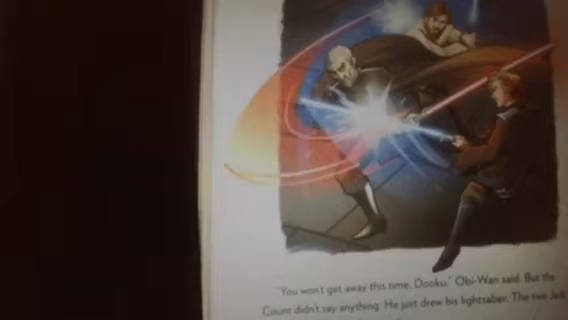 "You won't get away this time, Dooku," Obi-Wan said. But the
Count didn't say anything. He just drew his lightsaber. The two Jedi